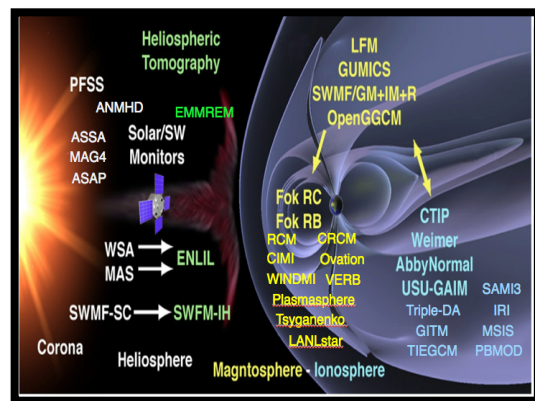 Heliospheric
Tomography
PFSS
ANMHD
EMMREM
ASSA
MAG4
ASAP
Solar/SW
Monitors
WSA
MAS
ENLIL
SWMF-SC
SWFM-IH
Corona
Heliosphere
LFM
GUMICS
SWMF/GM+IM+R
OpenGGCM
Fok RC
Fok RB
RCM CRCM
CIMI Ovation
WINDMI VERB
Plasmasphere
Tsyganenko
LANLstar
CTIP
Weimer
AbbyNormal
USU-GAIM SAMI3
Triple-DA IRI
GITM MSIS
TIEGCM PBMOD
Magntosphere - Ionosphere